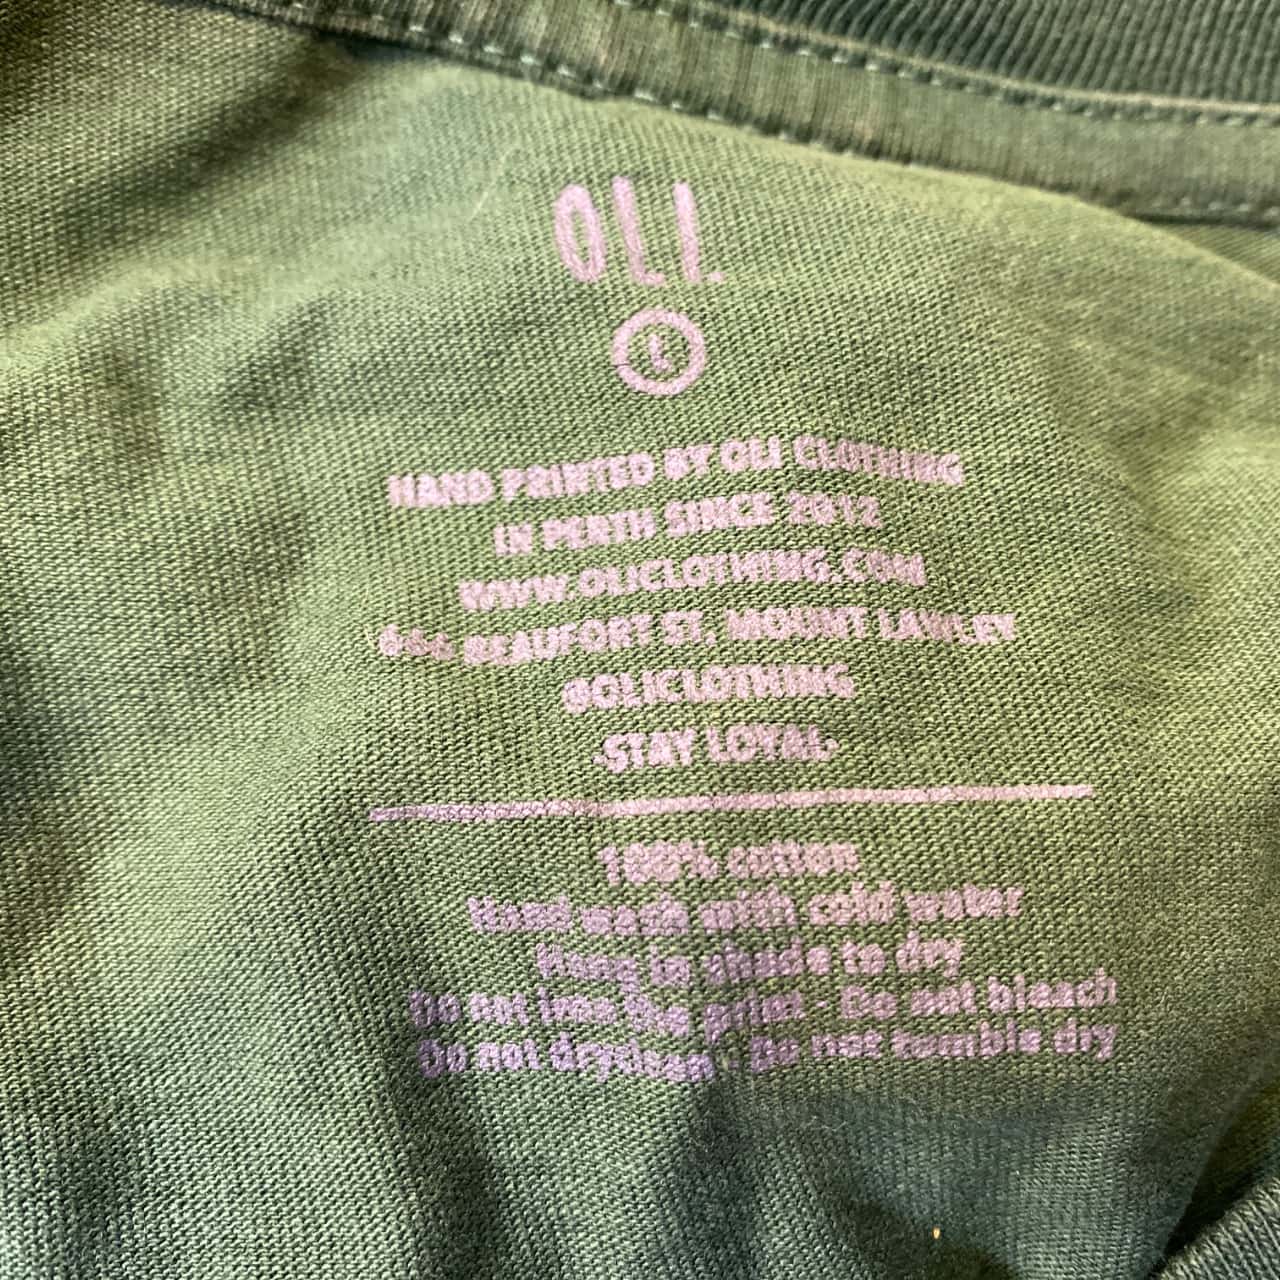 OLI.
L
HAND PRINTED BY OLI CLOTHING
IN PERTH SINCE 2012
WWW.OLICLOTHING.COM
666 BEAUFORT ST, MOUNT LAWLEY
@OLICLOTHING
-STAY LOYAL-
100% cotton
Hand wash with cold water
Hang in shade to dry
Do not iron the print - Do not bleach
Do not dryclean - Do not tumble dry